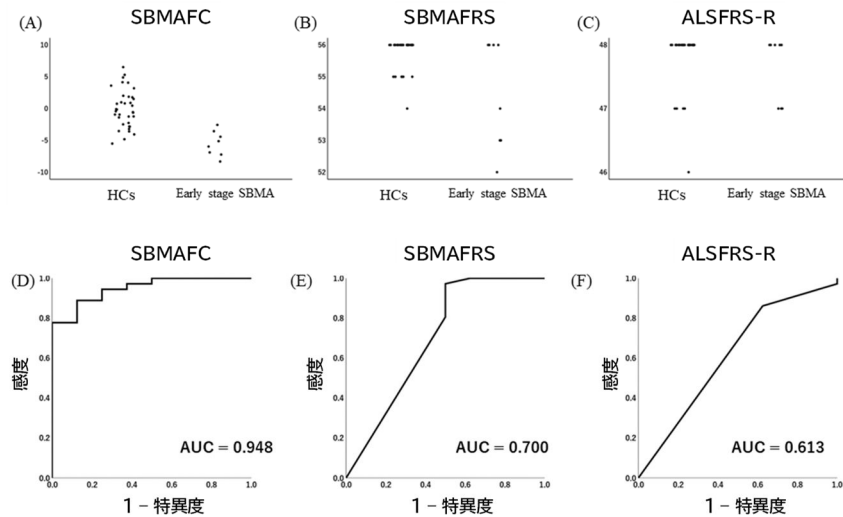 (A)
SBMAFC
10
5
0
-5
-10
HCs
Early stage SBMA
(B)
SBMAFRS
56
55
54
53
52
HCs
Early stage SBMA
(C)
ALSFRS-R
48
47
46
HCs
Early stage SBMA
(D)
SBMAFC
1.0
0.8
0.6
0.4
0.2
0.0
感度
AUC = 0.948
0.0 0.2 0.4 0.6 0.8 1.0
1 – 特異度
(E)
SBMAFRS
1.0
0.8
0.6
0.4
0.2
0.0
感度
AUC = 0.700
0.0 0.2 0.4 0.6 0.8 1.0
1 – 特異度
(F)
ALSFRS-R
1.0
0.8
0.6
0.4
0.2
0.0
感度
AUC = 0.613
0.0 0.2 0.4 0.6 0.8 1.0
1 – 特異度